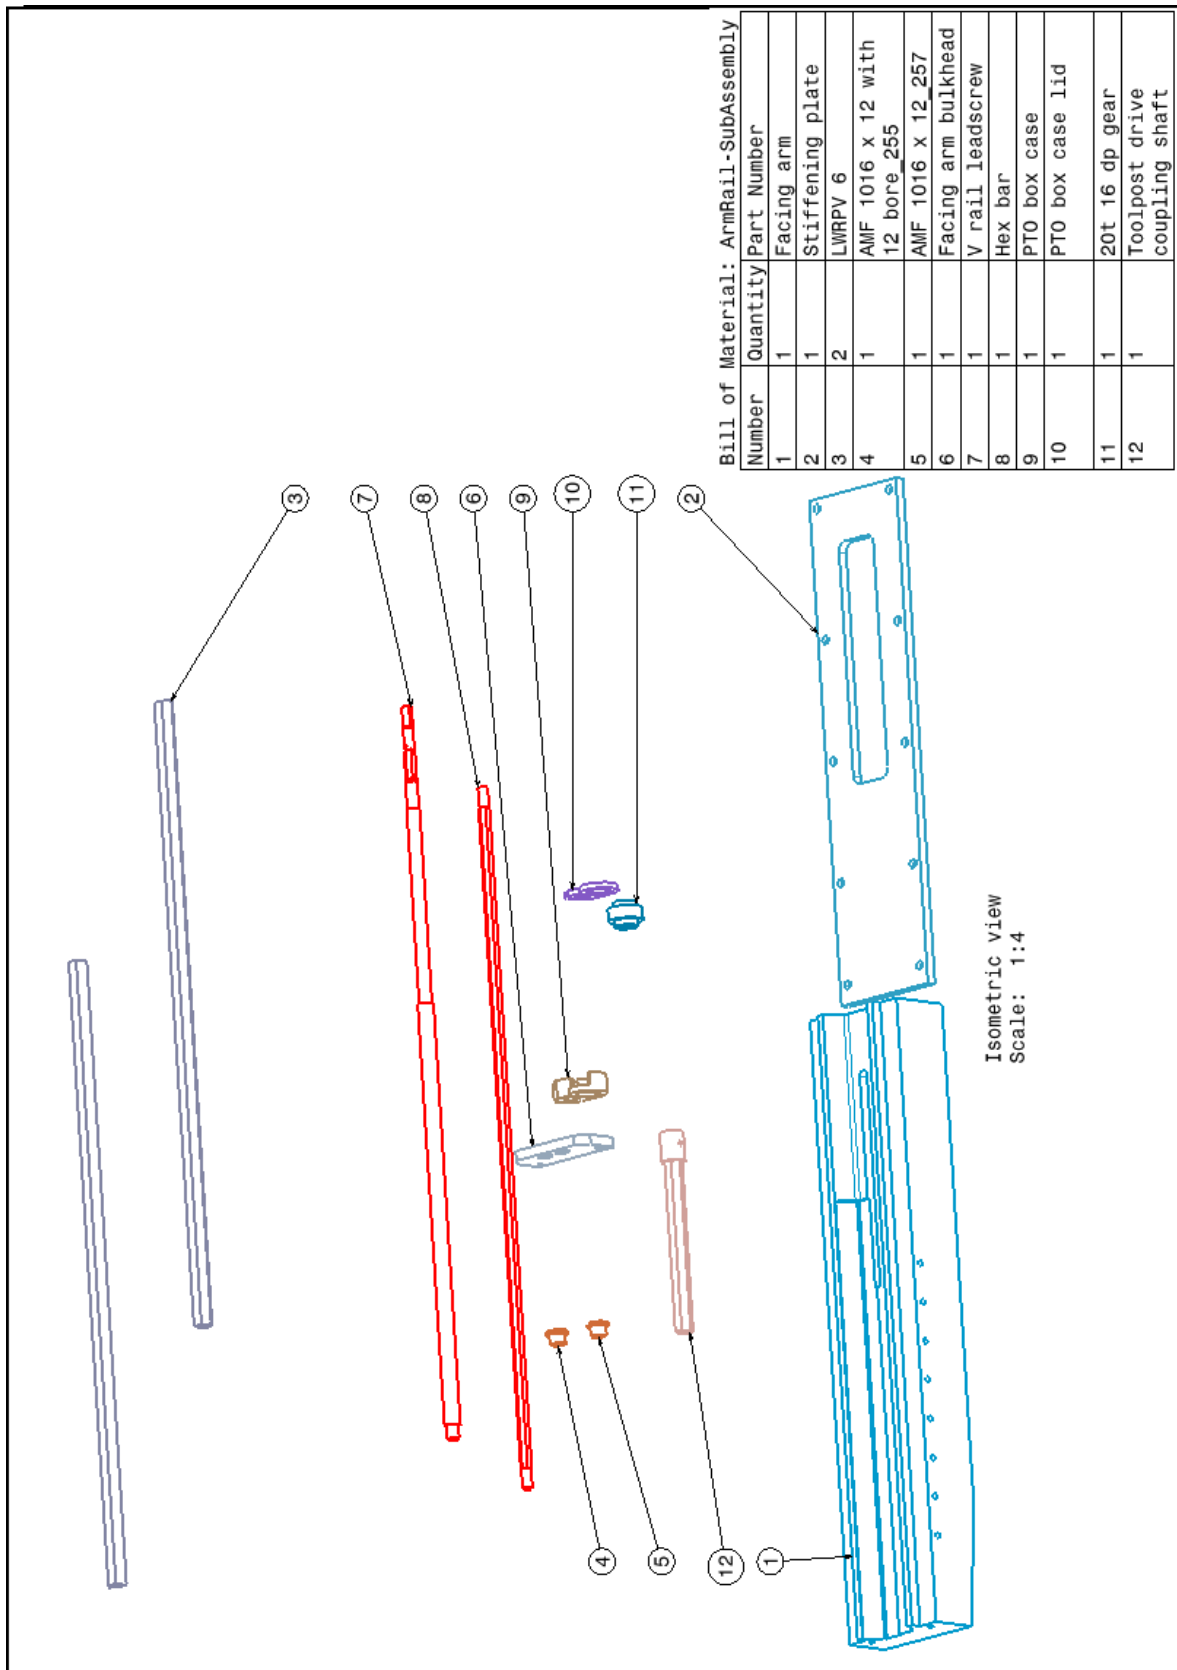 Bill of Material: ArmRail-SubAssembly
Number Quantity Part Number
1 1 Facing arm
2 1 Stiffening plate
3 2 LWRPV 6
4 1 AMF 1016 x 12 with
12 bore_255
5 1 AMF 1016 x 12_257
6 1 Facing arm bulkhead
7 1 V rail leadscrew
8 1 Hex bar
9 1 PTO box case
10 1 PTO box case lid
11 1 20t 16 dp gear
12 1 Toolpost drive
coupling shaft
3
7
8
6
9
10
11
2
4
5
12
1
Isometric view
Scale: 1:4